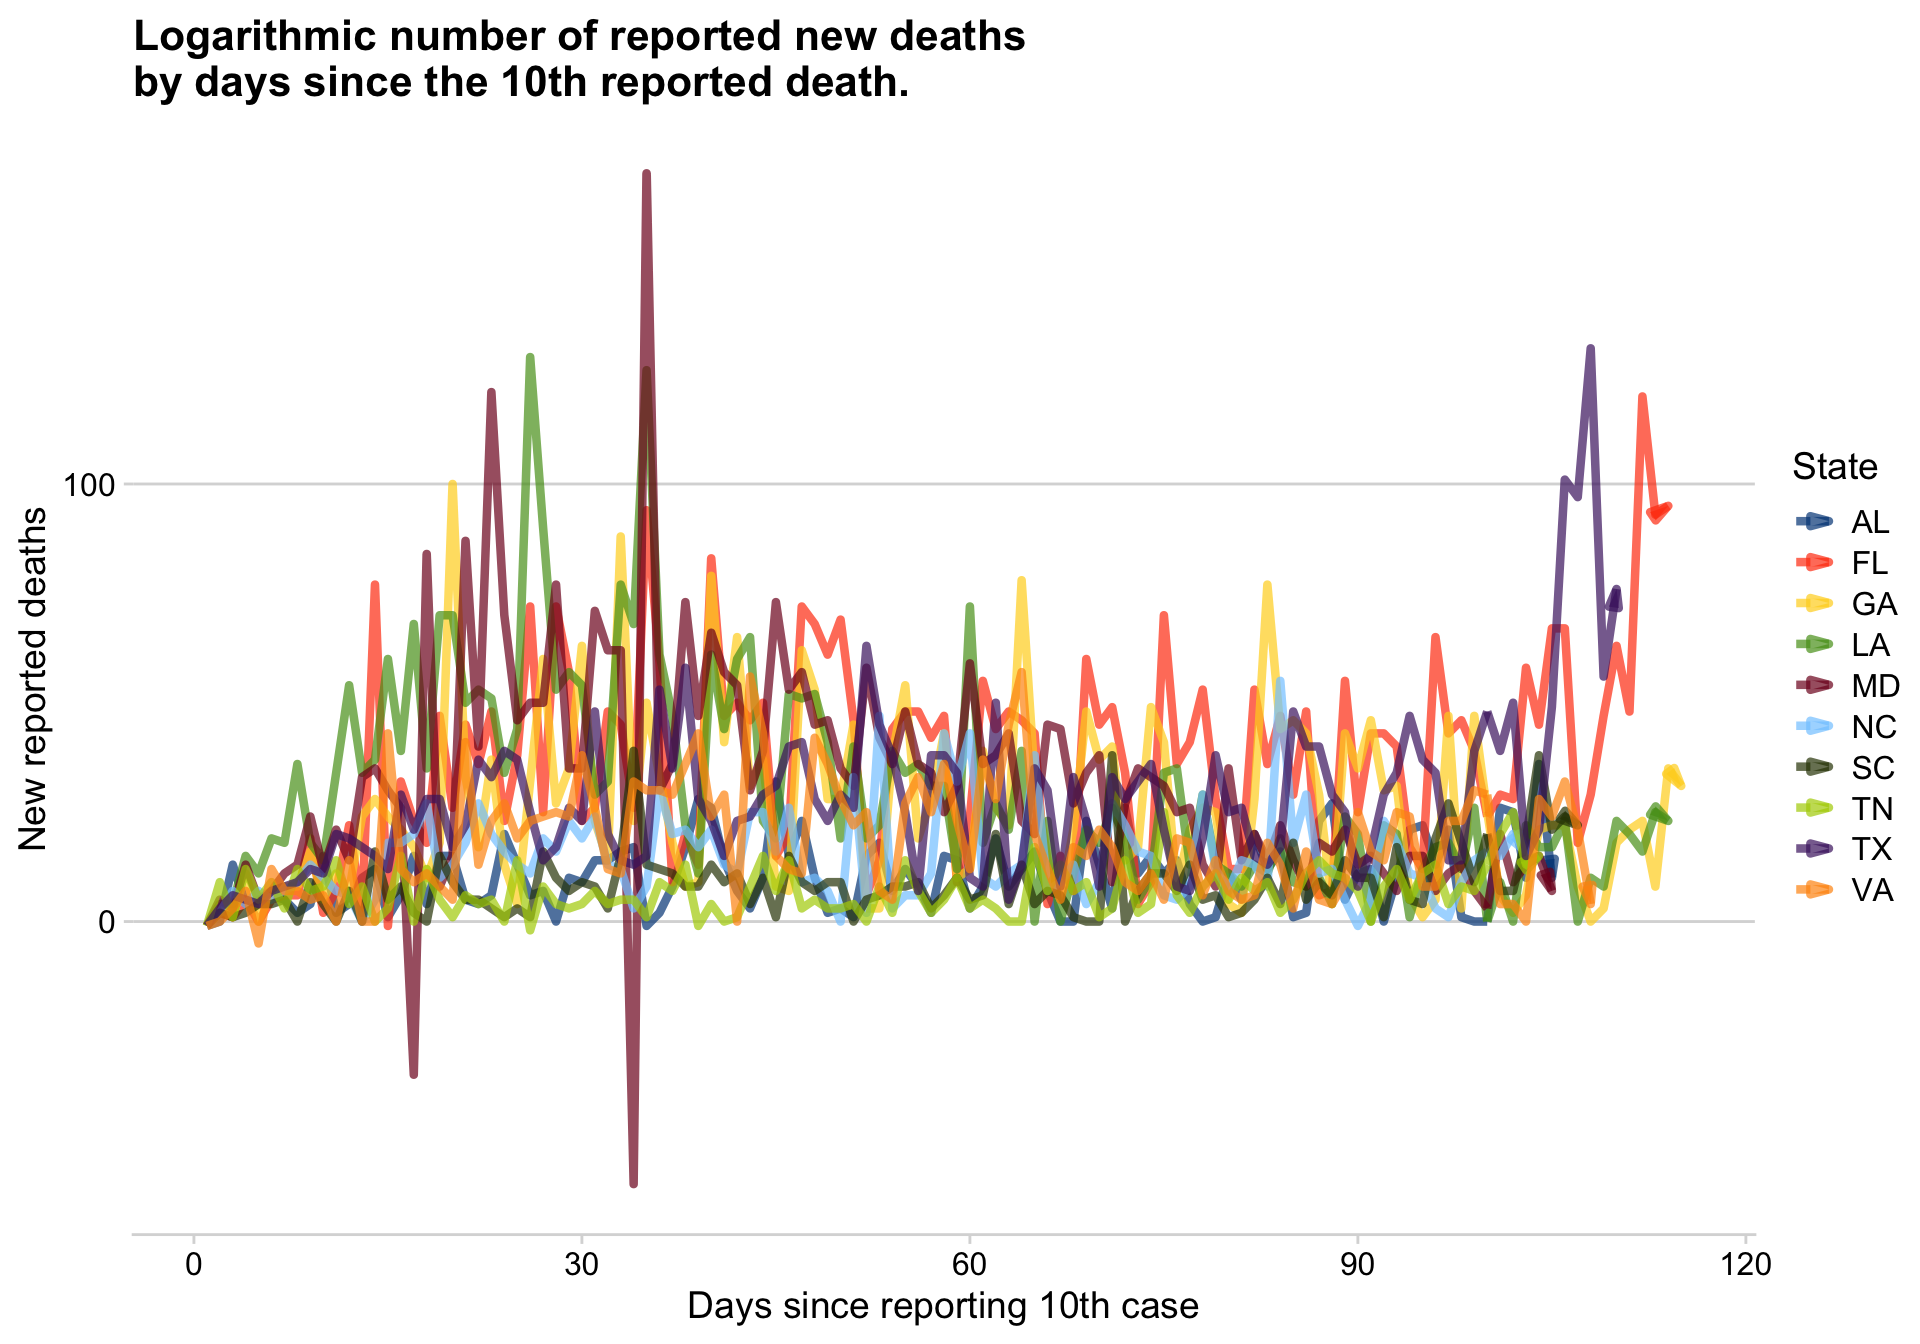 Logarithmic number of reported new deaths
by days since the 10th reported death.
New reported deaths
100
0
0
30
60
90
120
Days since reporting 10th case
State
AL
FL
GA
LA
MD
NC
SC
TN
TX
VA